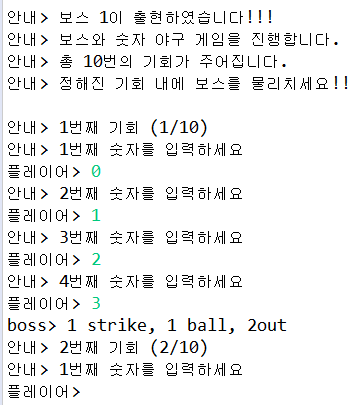 안내> 보스 1이 출현하였습니다!!!
안내> 보스와 숫자 야구 게임을 진행합니다.
안내> 총 10번의 기회가 주어집니다.
안내> 정해진 기회 내에 보스를 물리치세요!!
안내> 1번째 기회 (1/10)
안내> 1번째 숫자를 입력하세요
플레이어> 0
안내> 2번째 숫자를 입력하세요
플레이어> 1
안내> 3번째 숫자를 입력하세요
플레이어> 2
안내> 4번째 숫자를 입력하세요
플레이어> 3
boss> 1 strike, 1 ball, 2out
안내> 2번째 기회 (2/10)
안내> 1번째 숫자를 입력하세요
플레이어>